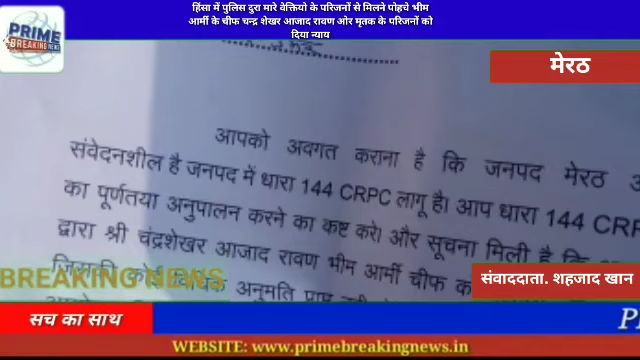 हिंसा में पुलिस दुरा मारे वेक्तियो के परिजनों से मिलने पोहचे भीम
आर्मी के चीफ चन्द्र शेखर आजाद रावण ओर मृतक के परिजनों को
दिया न्याय
PRIME
BREAKING NEWS
मेरठ
आपको अवगत कराना है कि जनपद मेरठ
संवेदनशील है जनपद में धारा 144 CRPC लागू है। आप धारा 144 CRP
का पूर्णतया अनुपालन करने का कष्ट करे। और सूचना मिली है कि
द्वारा श्री चंद्रशेखर आजाद रावण भीम आर्मी चीफ
BREAKING NEWS
अनुमति
संवाददाता. शहजाद खान
सच का साथ
P
WEBSITE: www.primebreakingnews.in